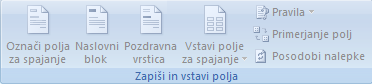 Označi polja
za spajanje
Naslovni
blok
Pozdravna
vrstica
Vstavi polje
za spajanje
Pravila
Primerjanje polj
Posodobi nalepke
Zapiši in vstavi polja